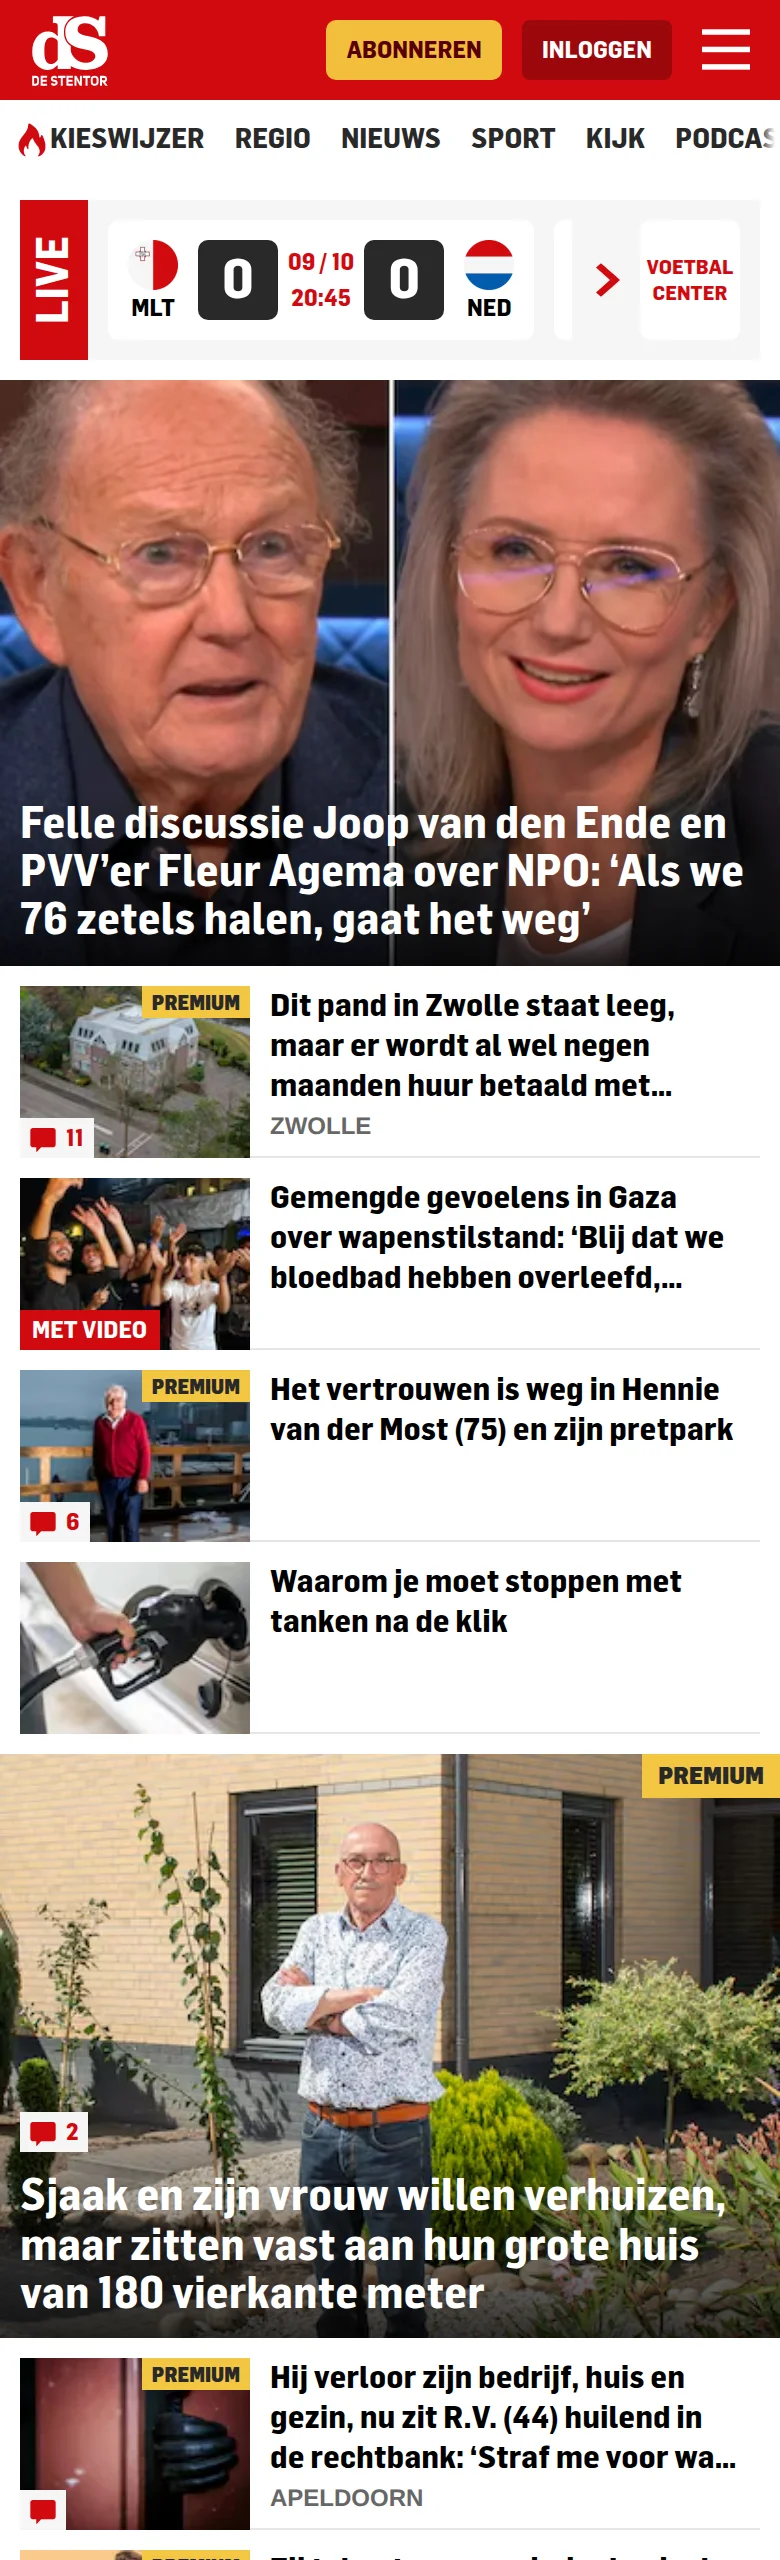 dS
DE STENTOR
ABONNEREN
INLOGGEN
KIESWIJZER REGIO NIEUWS SPORT KIJK PODCAS
LIVE
MLT
0
09 / 10
20:45
0
NED
VOETBAL
CENTER
Felle discussie Joop van den Ende en
PVV’er Fleur Agema over NPO: ‘Als we
76 zetels halen, gaat het weg’
PREMIUM
11
Dit pand in Zwolle staat leeg,
maar er wordt al wel negen
maanden huur betaald met...
ZWOLLE
MET VIDEO
Gemengde gevoelens in Gaza
over wapenstilstand: ‘Blij dat we
bloedbad hebben overleefd,...
PREMIUM
6
Het vertrouwen is weg in Hennie
van der Most (75) en zijn pretpark
Waarom je moet stoppen met
tanken na de klik
PREMIUM
2
Sjaak en zijn vrouw willen verhuizen,
maar zitten vast aan hun grote huis
van 180 vierkante meter
PREMIUM
Hij verloor zijn bedrijf, huis en
gezin, nu zit R.V. (44) huilend in
de rechtbank: ‘Straf me voor wa...
APELDOORN